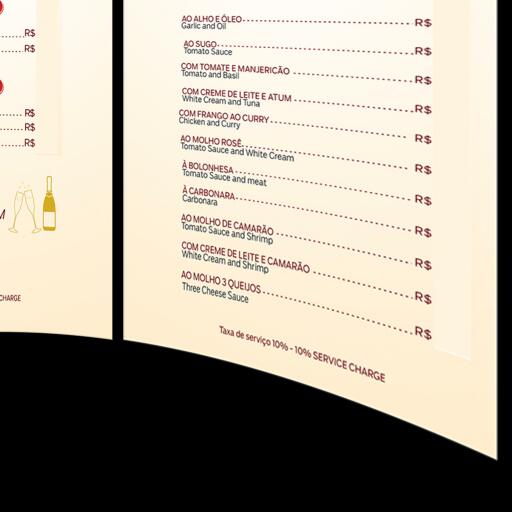 R$
R$
R$
R$
R$
M
CHARGE
AO ALHO E ÓLEO R$
Garlic and Oil
AO SUGO R$
Tomato Sauce
COM TOMATE E MANJERICÃO R$
Tomato and Basil
COM CREME DE LEITE E ATUM R$
White Cream and Tuna
COM FRANGO AO CURRY R$
Chicken and Curry
AO MOLHO ROSÊ R$
Tomato Sauce and White Cream
À BOLONHESA R$
Tomato Sauce and meat
À CARBONARA R$
Carbonara
AO MOLHO DE CAMARÃO R$
Tomato Sauce and Shrimp
COM CREME DE LEITE E CAMARÃO R$
White Cream and Shrimp
AO MOLHO 3 QUEIJOS R$
Three Cheese Sauce
Taxa de serviço 10% - 10% SERVICE CHARGE